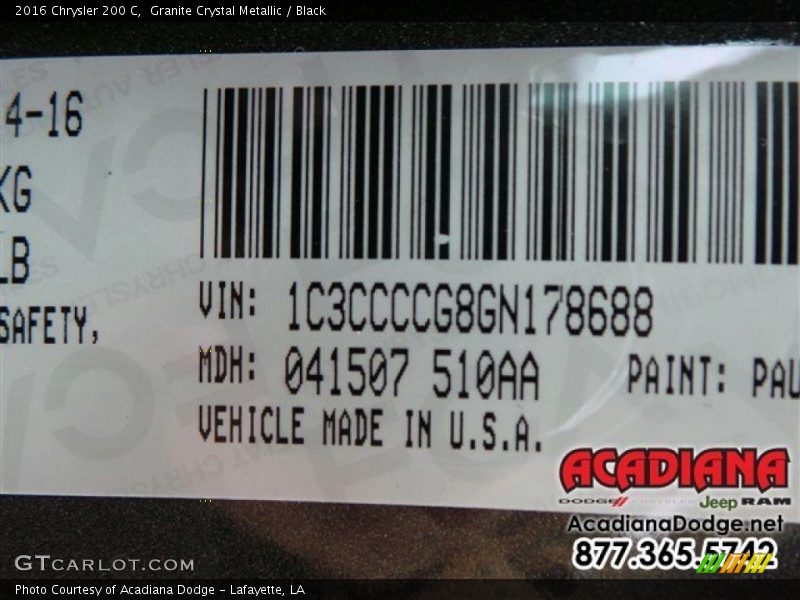 2016 Chrysler 200 C,  Granite Crystal Metallic / Black
4-16
KG
LB
SAFETY,
VIN: 1C3CCCCG8GN178688
MDH: 041507 510AA PAINT: PAU
VEHICLE MADE IN U.S.A.
ACADIANA
DODGE CHRYSLER Jeep RAM
AcadianaDodge.net
877.365.5742
GTCARLOT.COM
Photo Courtesy of Acadiana Dodge - Lafayette, LA